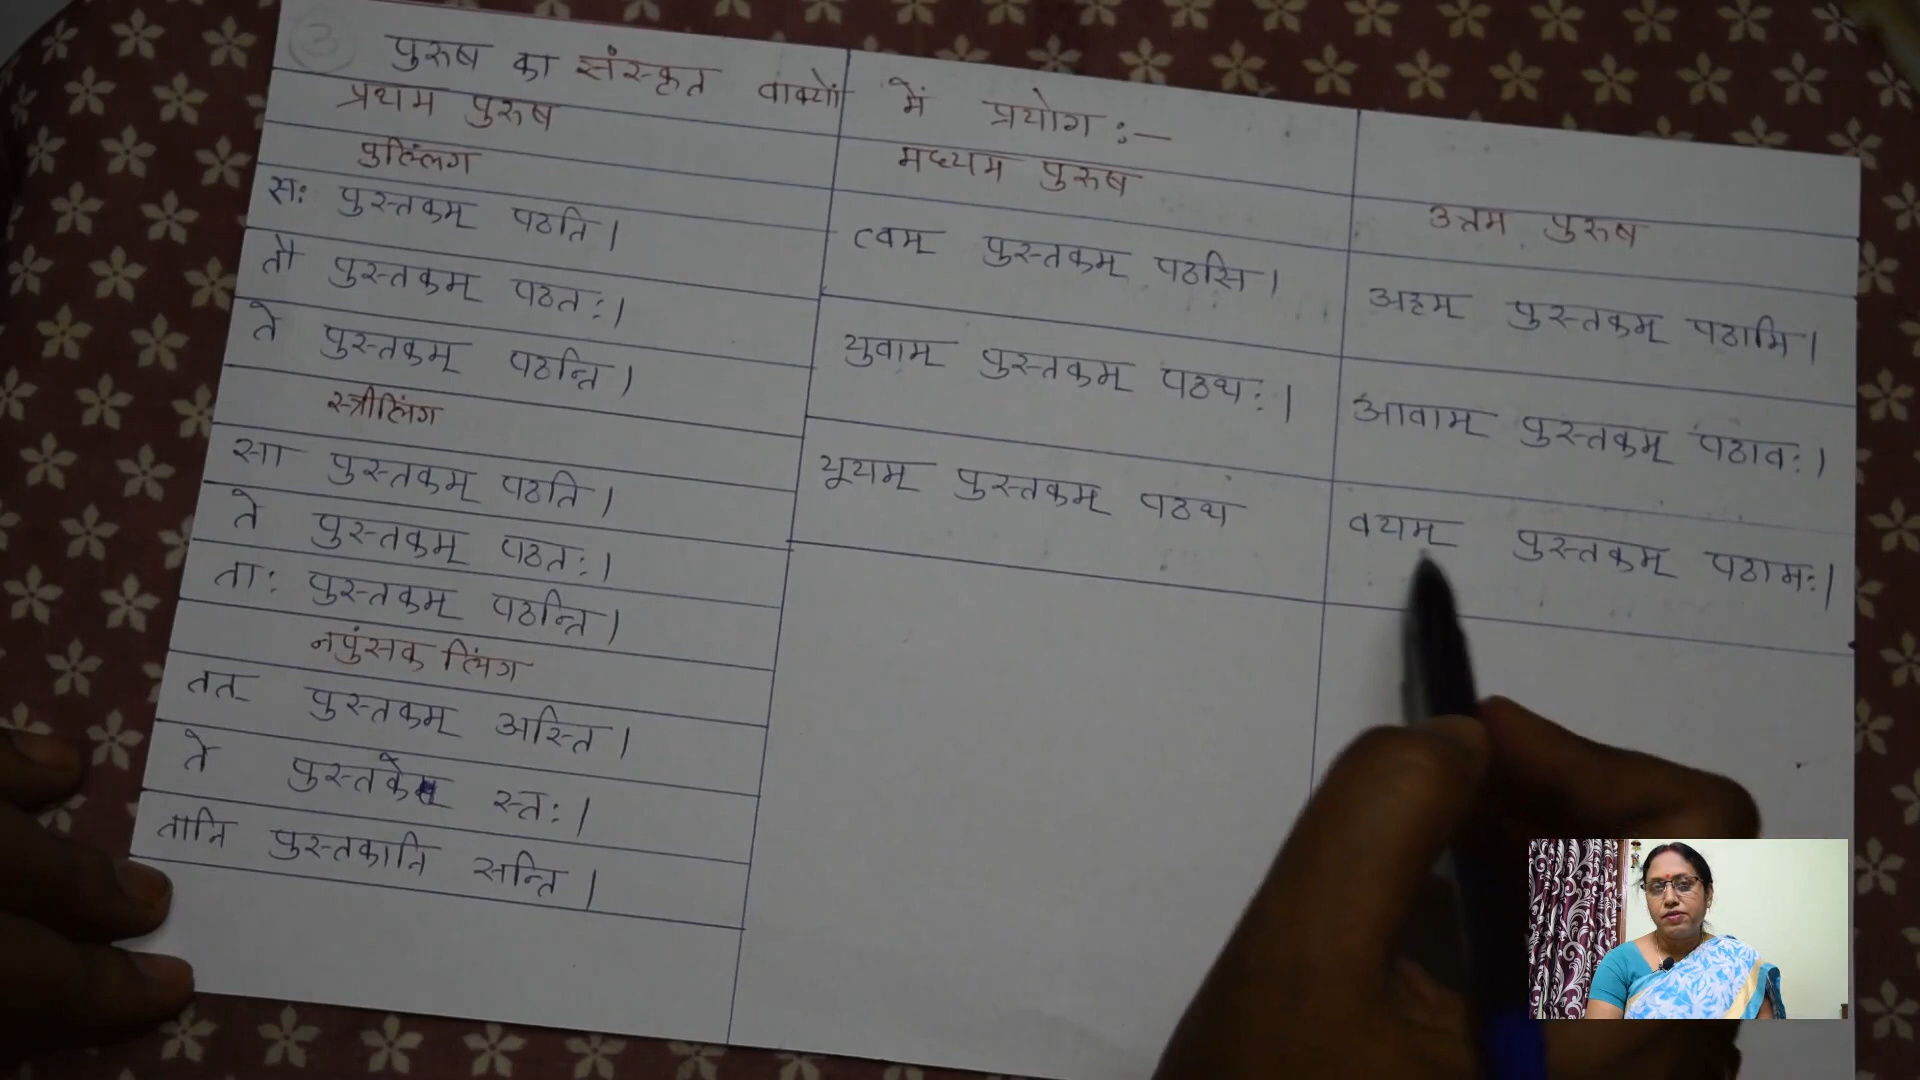 3
पुरुष का संस्कृत वाक्यों में प्रयोग :–
प्रथम पुरुष
पुल्लिंग
सः पुस्तकम् पठति।
तौ पुस्तकम् पठतः।
ते पुस्तकम् पठन्ति।
स्त्रीलिंग
सा पुस्तकम् पठति।
ते पुस्तकम् पठतः।
ताः पुस्तकम् पठन्ति।
नपुंसक लिंग
तत् पुस्तकम् अस्ति।
ते पुस्तके स्तः।
तानि पुस्तकानि सन्ति।
मध्यम पुरुष
त्वम् पुस्तकम् पठसि।
युवाम् पुस्तकम् पठथः।
यूयम् पुस्तकम् पठथ
उत्तम पुरुष
अहम् पुस्तकम् पठामि।
आवाम् पुस्तकम् पठावः।
वयम् पुस्तकम् पठामः।